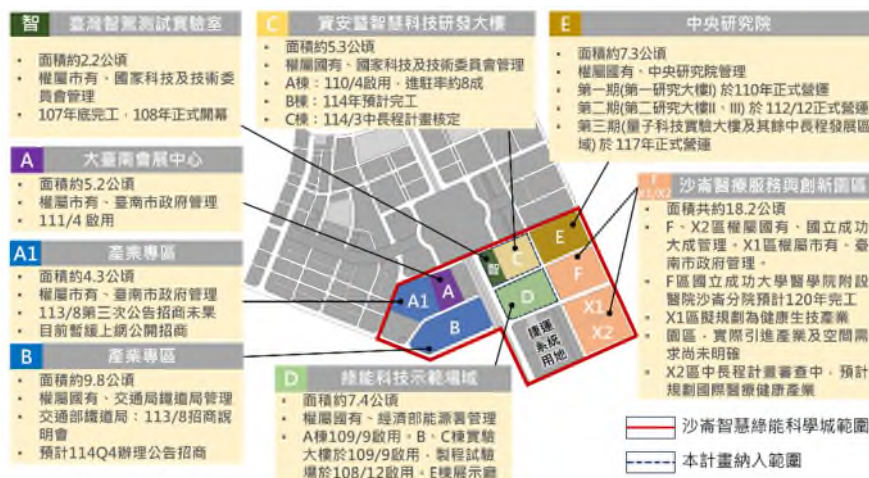 智 臺灣智駕測試實驗室
• 面積約2.2公頃
• 權屬市有、國家科技及技術委
員會管理
• 107年底完工，108年正式開幕
A 大臺南會展中心
• 面積約5.2公頃
• 權屬市有、臺南市政府管理
• 111/4 啟用
A1 產業專區
• 面積約4.3公頃
• 權屬市有、臺南市政府管理
• 113/8第三次公告招商未果
• 目前暫緩上網公開招商
B 產業專區
• 面積約9.8公頃
• 權屬國有、交通局鐵道局管理
• 交通部鐵道局：113/8招商說
明會
• 預計114Q4辦理公告招商
C 資安暨智慧科技研發大樓
• 面積約5.3公頃
• 權屬國有、國家科技及技術委員會管理
• A棟：110/4啟用，進駐率約8成
• B棟：114年預計完工
• C棟：114/3中長程計畫核定
E 中央研究院
• 面積約7.3公頃
• 權屬國有、中央研究院管理
• 第一期(第一研究大樓I) 於110年正式營運
• 第二期(第二研究大樓II、III) 於 112/12正式營運
• 第三期(量子科技實驗大樓及其餘中長程發展區
域) 於 117年正式營運
F
X1/X2 沙崙醫療服務與創新園區
• 面積共約18.2公頃
• F、X2區權屬國有、國立成功
大成管理。X1區權屬市有、臺
南市政府管理。
• F區國立成功大學醫學院附設
醫院沙崙分院預計120年完工
• X1區擬規劃為健康生技產業
• 園區，實際引進產業及空間需
求尚未明確
• X2區中長程計畫審查中，預計
規劃國際醫療健康產業
D 綠能科技示範場域
• 面積約7.4公頃
• 權屬國有、經濟部能源署管理
• A棟109/9啟用。B、C棟實驗
大樓於109/9啟用，製程試驗
場於108/12啟用。E棟展示廳
智
C
E
A1
A
D
F
B
X1
X2
捷運
系統
用地
沙崙智慧綠能科學城範圍
本計畫納入範圍